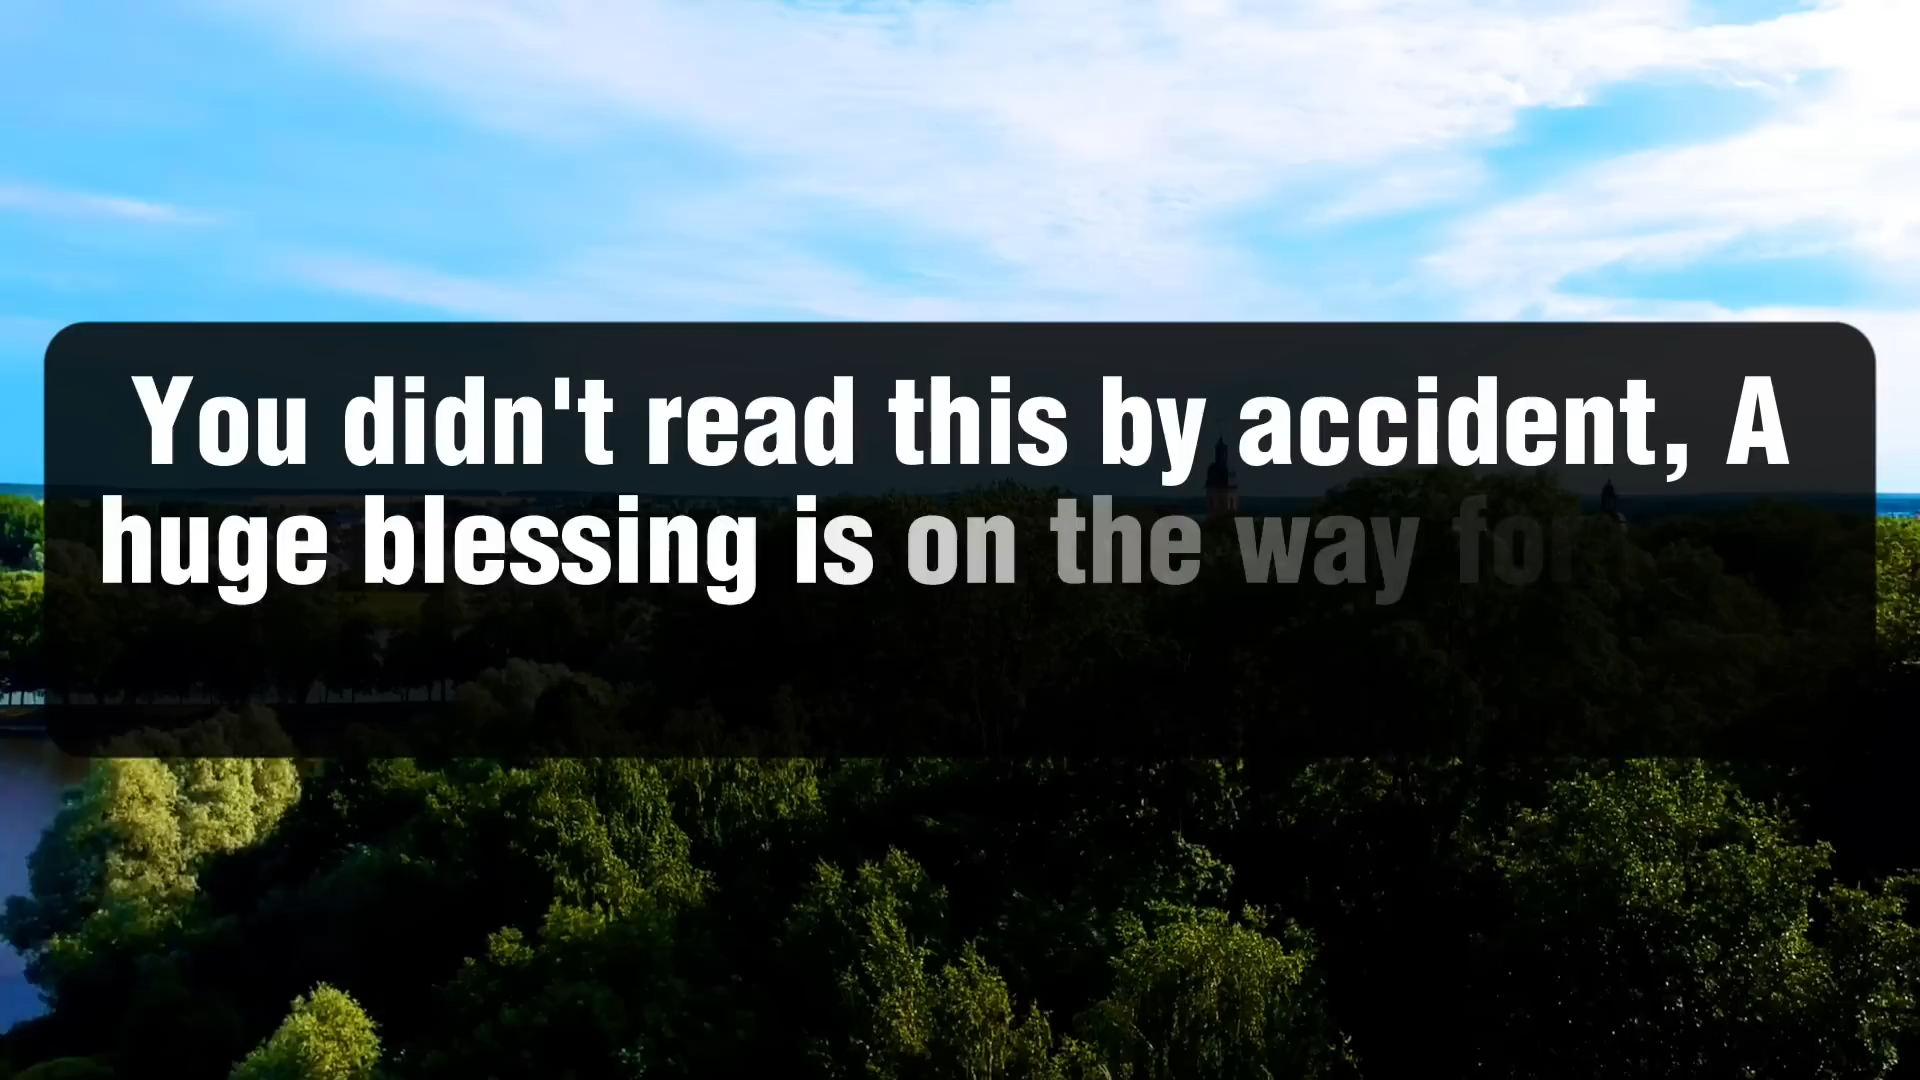 You didn't read this by accident, A
huge blessing is on the way for